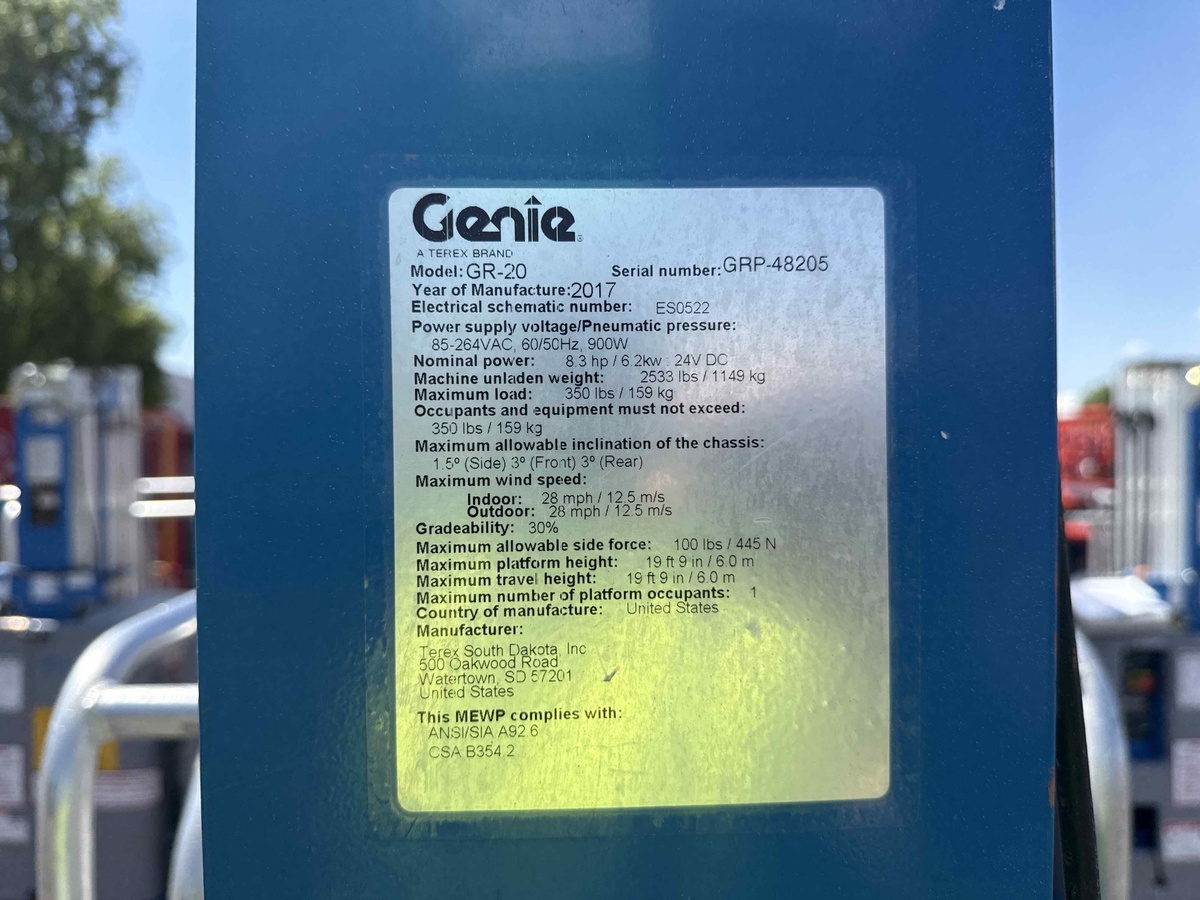 Genie
A TEREX BRAND
Model: GR-20 Serial number: GRP-48205
Year of Manufacture: 2017
Electrical schematic number: ES0522
Power supply voltage/Pneumatic pressure:
85-264VAC, 60/50Hz, 900W
Nominal power: 8.3 hp / 6.2kw 24V DC
Machine unladen weight: 2533 lbs / 1149 kg
Maximum load: 350 lbs / 159 kg
Occupants and equipment must not exceed:
350 lbs / 159 kg
Maximum allowable inclination of the chassis:
1.5º (Side) 3º (Front) 3º (Rear)
Maximum wind speed:
Indoor: 28 mph / 12.5 m/s
Outdoor: 28 mph / 12.5 m/s
Gradeability: 30%
Maximum allowable side force: 100 lbs / 445 N
Maximum platform height: 19 ft 9 in / 6.0 m
Maximum travel height: 19 ft 9 in / 6.0 m
Maximum number of platform occupants: 1
Country of manufacture: United States
Manufacturer:
Terex South Dakota, Inc
500 Oakwood Road
Watertown, SD 57201
United States
This MEWP complies with:
ANSI/SIA A92.6
CSA B354.2